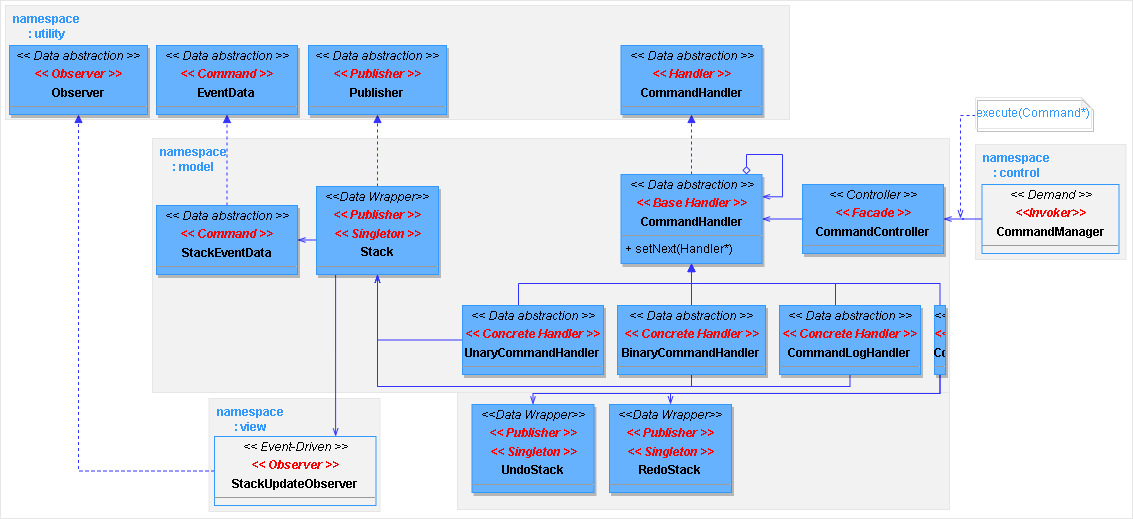 namespace
: utility
<< Data abstraction >>
<< Observer >>
Observer
<< Data abstraction >>
<< Command >>
EventData
<< Data abstraction >>
<< Publisher >>
Publisher
<< Data abstraction >>
<< Handler >>
CommandHandler
execute(Command*)
namespace
: model
namespace
: control
<< Data abstraction >>
<< Command >>
StackEventData
<<Data Wrapper>>
<< Publisher >>
<< Singleton >>
Stack
<< Data abstraction >>
<< Base Handler >>
CommandHandler
+ setNext(Handler*)
<< Controller >>
<< Facade >>
CommandController
<< Demand >>
<<Invoker>>
CommandManager
<< Data abstraction >>
<< Concrete Handler >>
UnaryCommandHandler
<< Data abstraction >>
<< Concrete Handler >>
BinaryCommandHandler
<< Data abstraction >>
<< Concrete Handler >>
CommandLogHandler
<<
<<
namespace
: view
<< Event-Driven >>
<< Observer >>
StackUpdateObserver
<<Data Wrapper>>
<< Publisher >>
<< Singleton >>
UndoStack
<<Data Wrapper>>
<< Publisher >>
<< Singleton >>
RedoStack